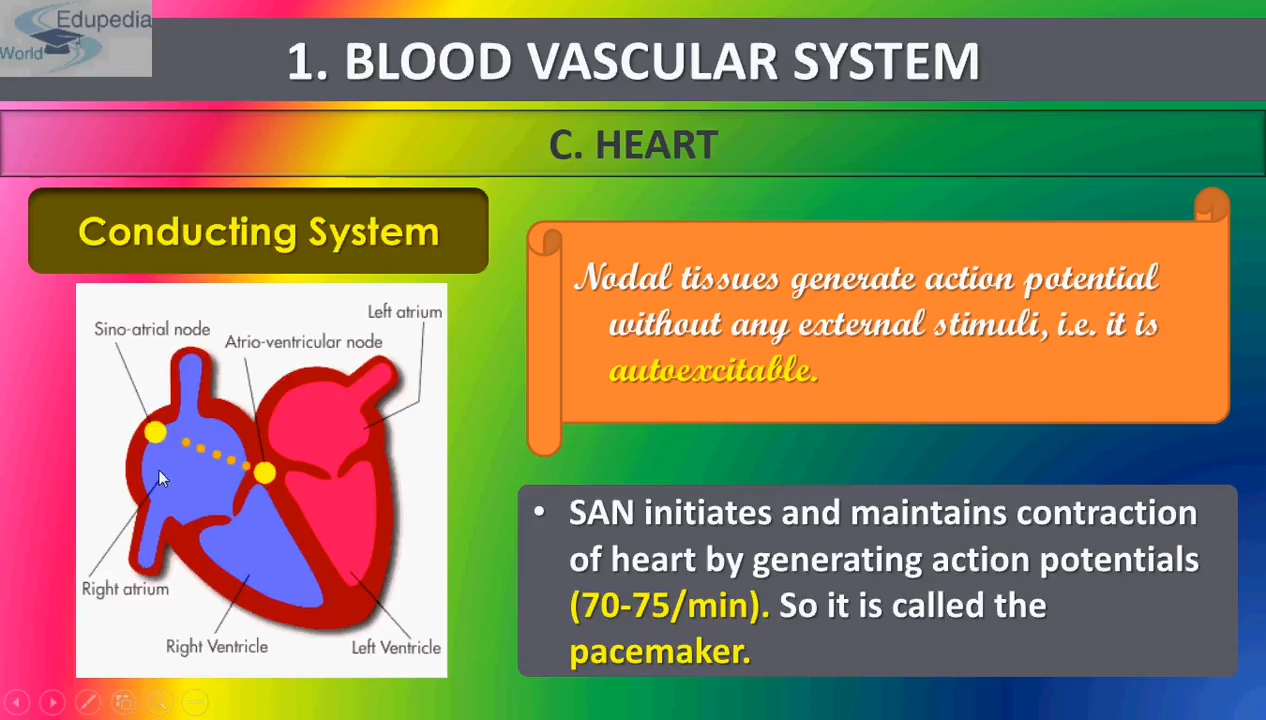 Edupedia
World
1. BLOOD VASCULAR SYSTEM
C. HEART
Conducting System
Left atrium
Sino-atrial node
Atrio-ventricular node
Right atrium
Right Ventricle
Left Ventricle
Nodal tissues generate action potential
without any external stimuli, i.e. it is
autoexcitable.
• SAN initiates and maintains contraction
of heart by generating action potentials
(70-75/min). So it is called the
pacemaker.